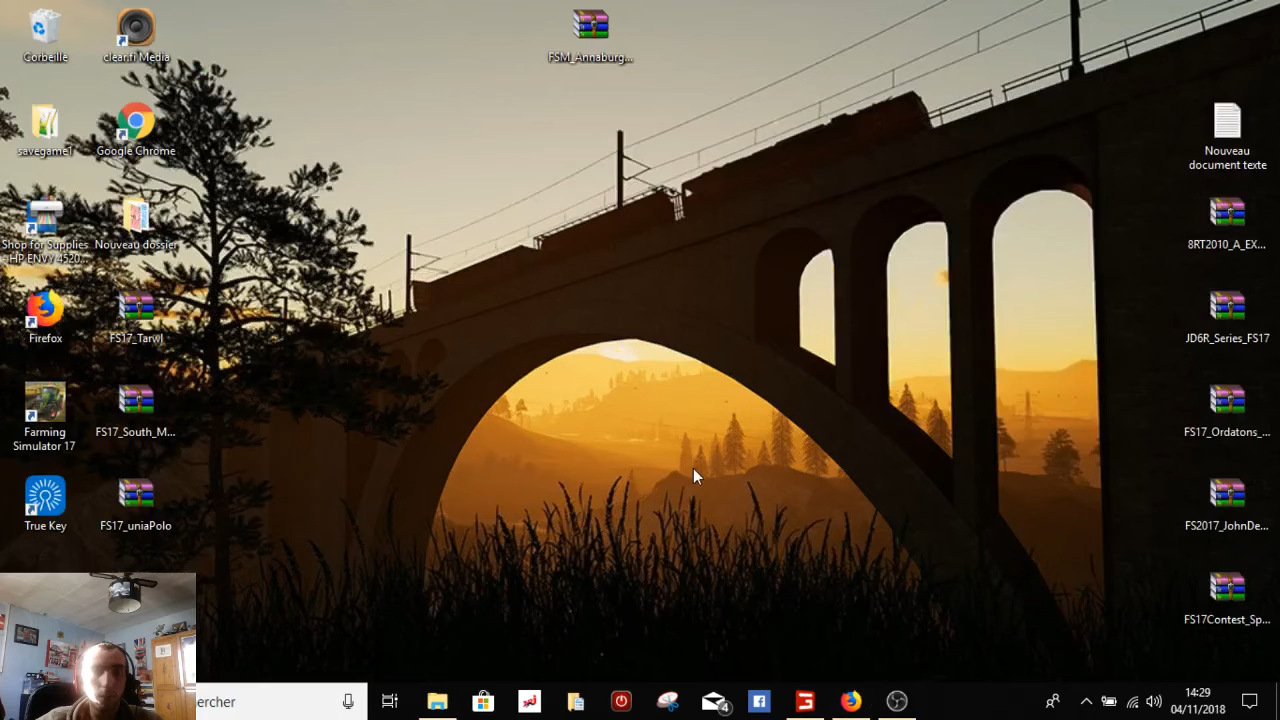 Corbeille
clear.fi Media
FSM_Annaburg...
savegame1
Google Chrome
Nouveau
document texte
Shop for Supplies
- HP ENVY 4520...
Nouveau dossier
8RT2010_A_EX...
Firefox
FS17_Tarwl
JD6R_Series_FS17
Farming
Simulator 17
FS17_South_M...
FS17_Ordatons_...
True Key
FS17_uniaPolo
FS2017_JohnDe...
FS17Contest_Sp...
ercher
4
14:29
04/11/2018